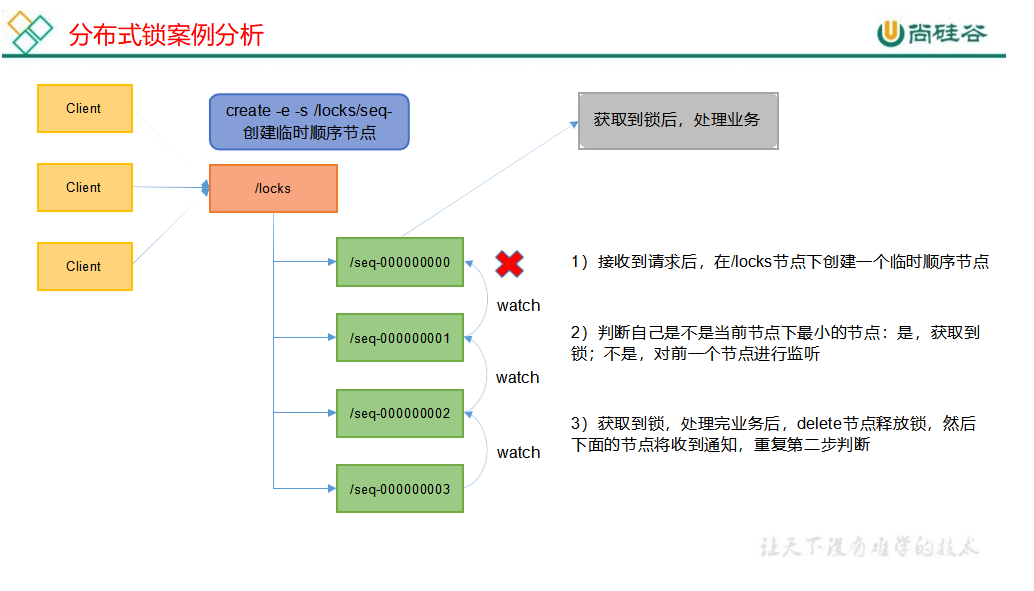 分布式锁案例分析
尚硅谷
Client
create -e -s /locks/seq-
创建临时顺序节点
获取到锁后，处理业务
Client
/locks
Client
/seq-000000000
1）接收到请求后，在/locks节点下创建一个临时顺序节点
watch
/seq-000000001
2）判断自己是不是当前节点下最小的节点：是，获取到
锁；不是，对前一个节点进行监听
watch
/seq-000000002
3）获取到锁，处理完业务后，delete节点释放锁，然后
下面的节点将收到通知，重复第二步判断
watch
/seq-000000003
让天下没有难学的技术